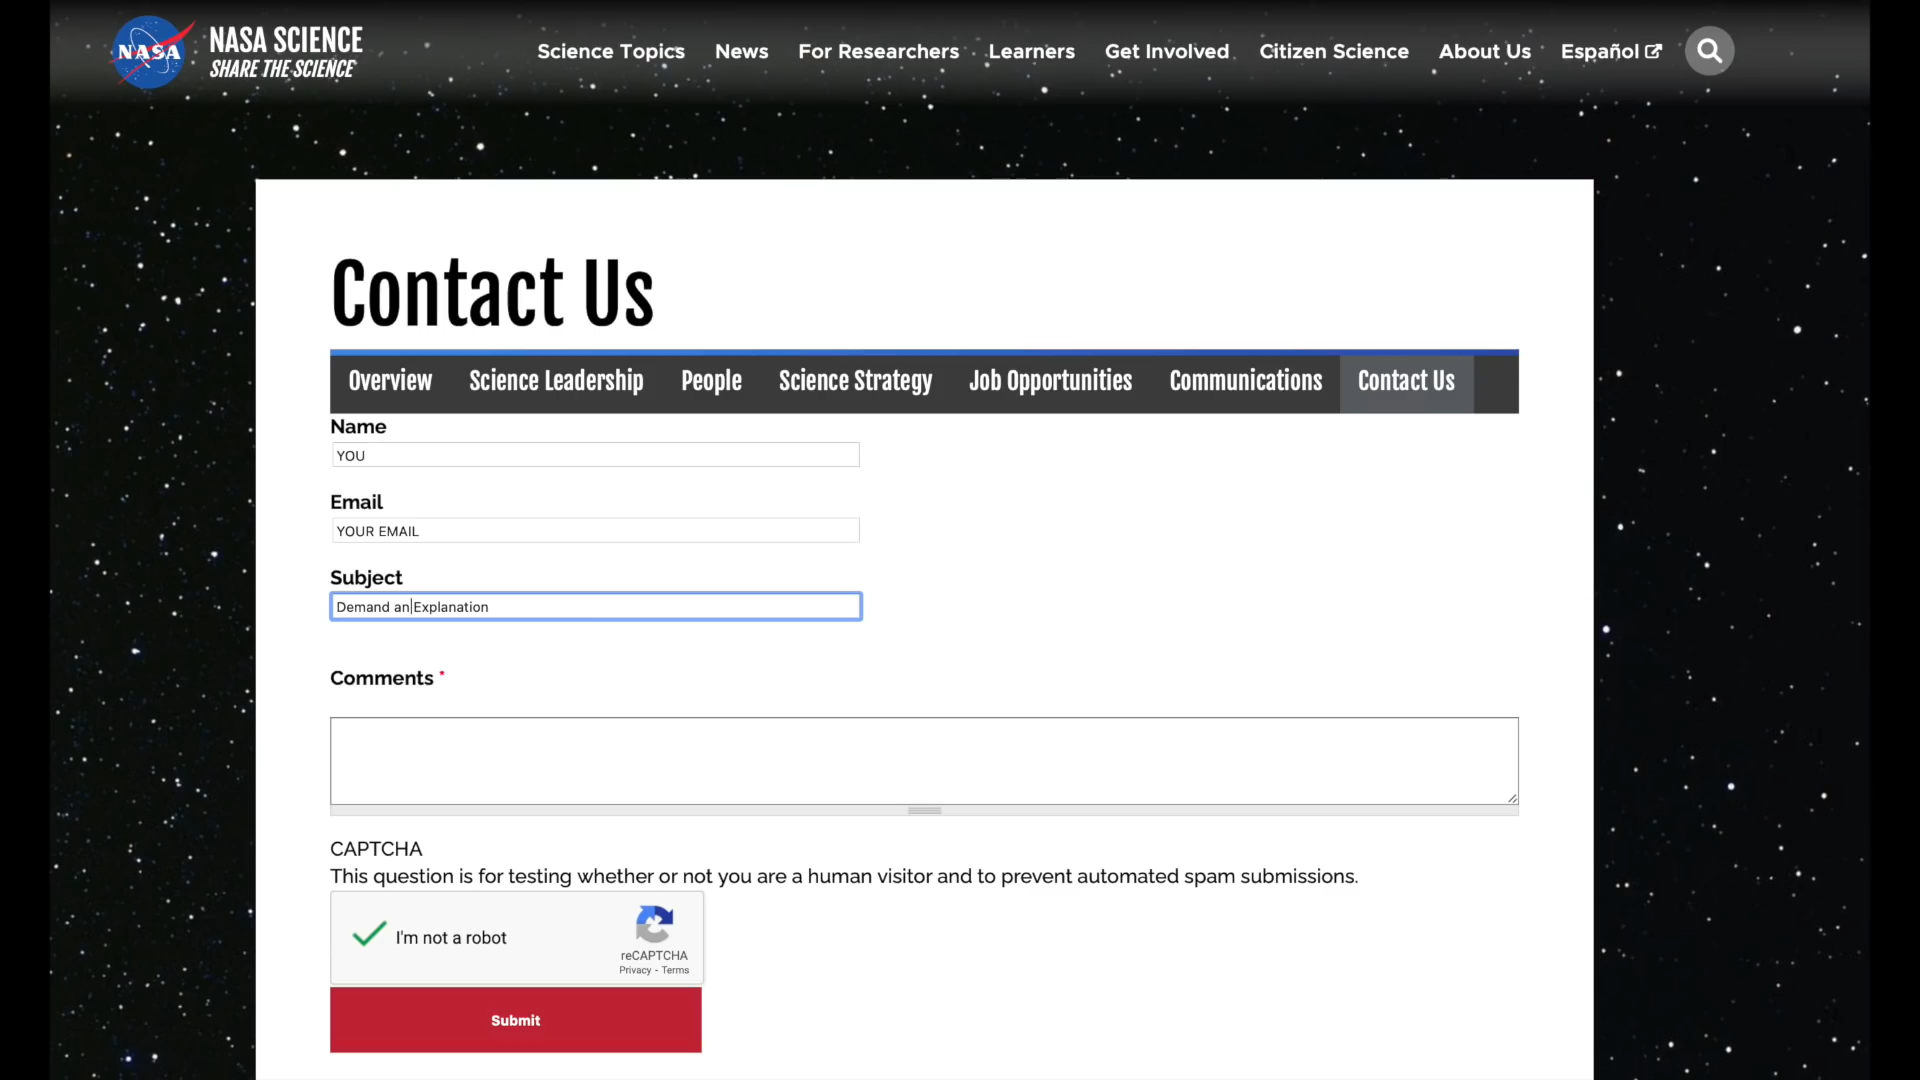 NASA
NASA SCIENCE
SHARE THE SCIENCE
Science Topics News For Researchers Learners Get Involved Citizen Science About Us Español
Contact Us
Overview Science Leadership People Science Strategy Job Opportunities Communications Contact Us
Name
YOU
Email
YOUR EMAIL
Subject
Demand an Explanation
Comments *
CAPTCHA
This question is for testing whether or not you are a human visitor and to prevent automated spam submissions.
I'm not a robot
reCAPTCHA
Privacy - Terms
Submit